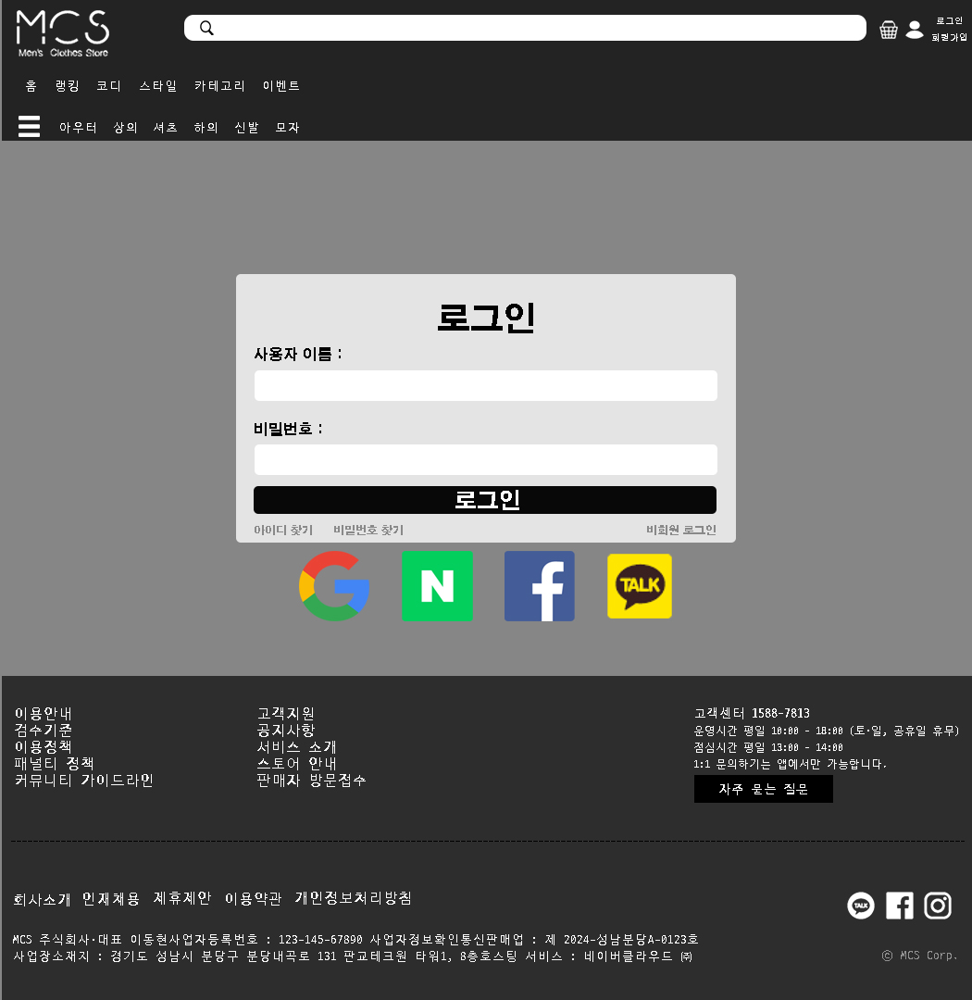 MCS
Men's Clothes Store
로그인
회원가입
홈 랭킹 코디 스타일 카테고리 이벤트
아우터 상의 셔츠 하의 신발 모자
로그인
사용자 이름 :
비밀번호 :
로그인
아이디 찾기 비밀번호 찾기 비회원 로그인
N
TALK
이용안내
검수기준
이용정책
패널티 정책
커뮤니티 가이드라인
고객지원
공지사항
서비스 소개
스토어 안내
판매자 방문접수
고객센터 1588-7813
운영시간 평일 10:00 - 18:00 (토·일, 공휴일 휴무)
점심시간 평일 13:00 - 14:00
1:1 문의하기는 앱에서만 가능합니다.
자주 묻는 질문
회사소개 인재채용 제휴제안 이용약관 개인정보처리방침
TALK
MCS 주식회사·대표 이동현사업자등록번호 : 123-145-67890 사업자정보확인통신판매업 : 제 2024-성남분당A-0123호
사업장소재지 : 경기도 성남시 분당구 분당내곡로 131 판교테크원 타워1, 8층호스팅 서비스 : 네이버클라우드 ㈜
ⓒ MCS Corp.